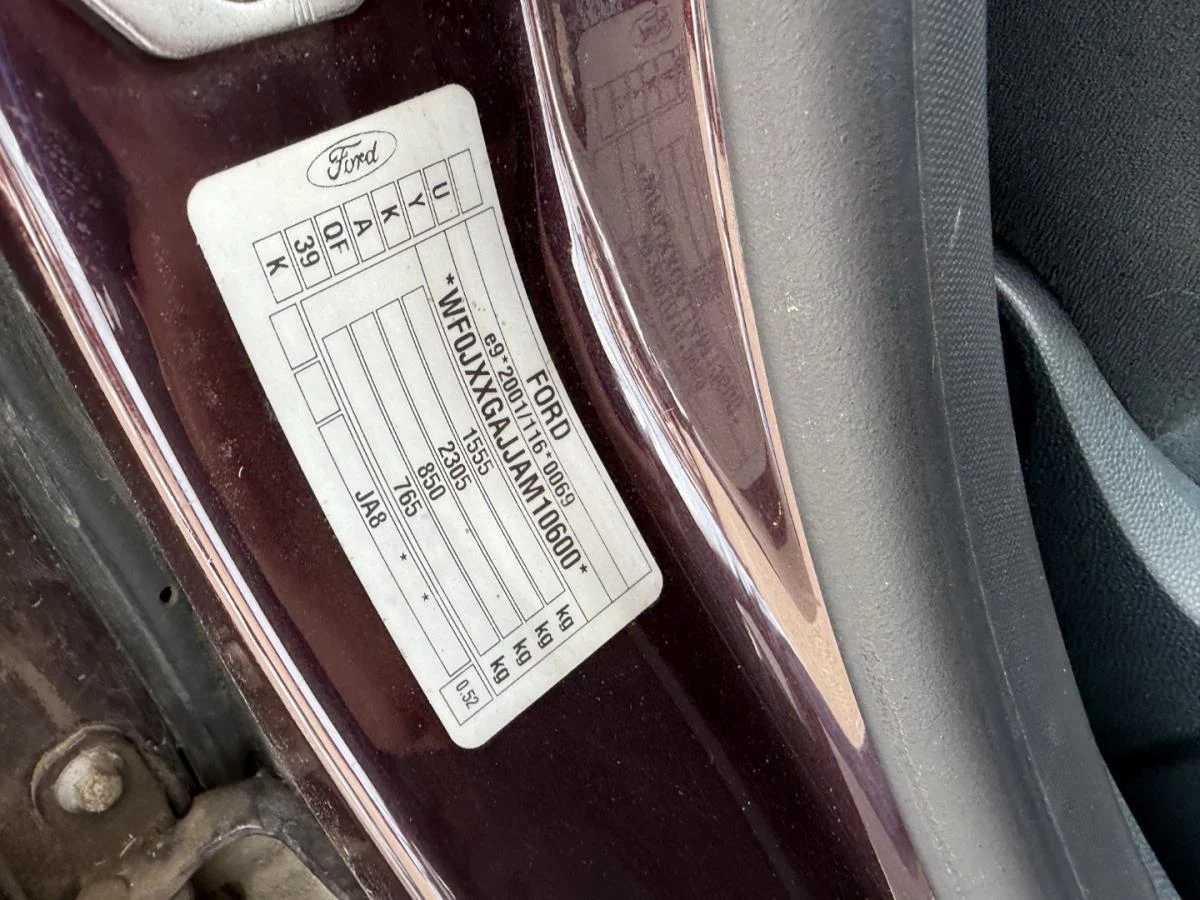 Ford
FORD
e9*2001/116*0069
*WF0JXXGAJJAM10600*
1555 kg
2305 kg
850 kg
765 kg
JA8 * *
0.52
U
Y
K
A
QF
39
K